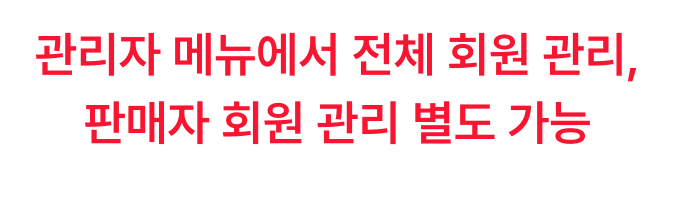 관리자 메뉴에서 전체 회원 관리,
판매자 회원 관리 별도 가능